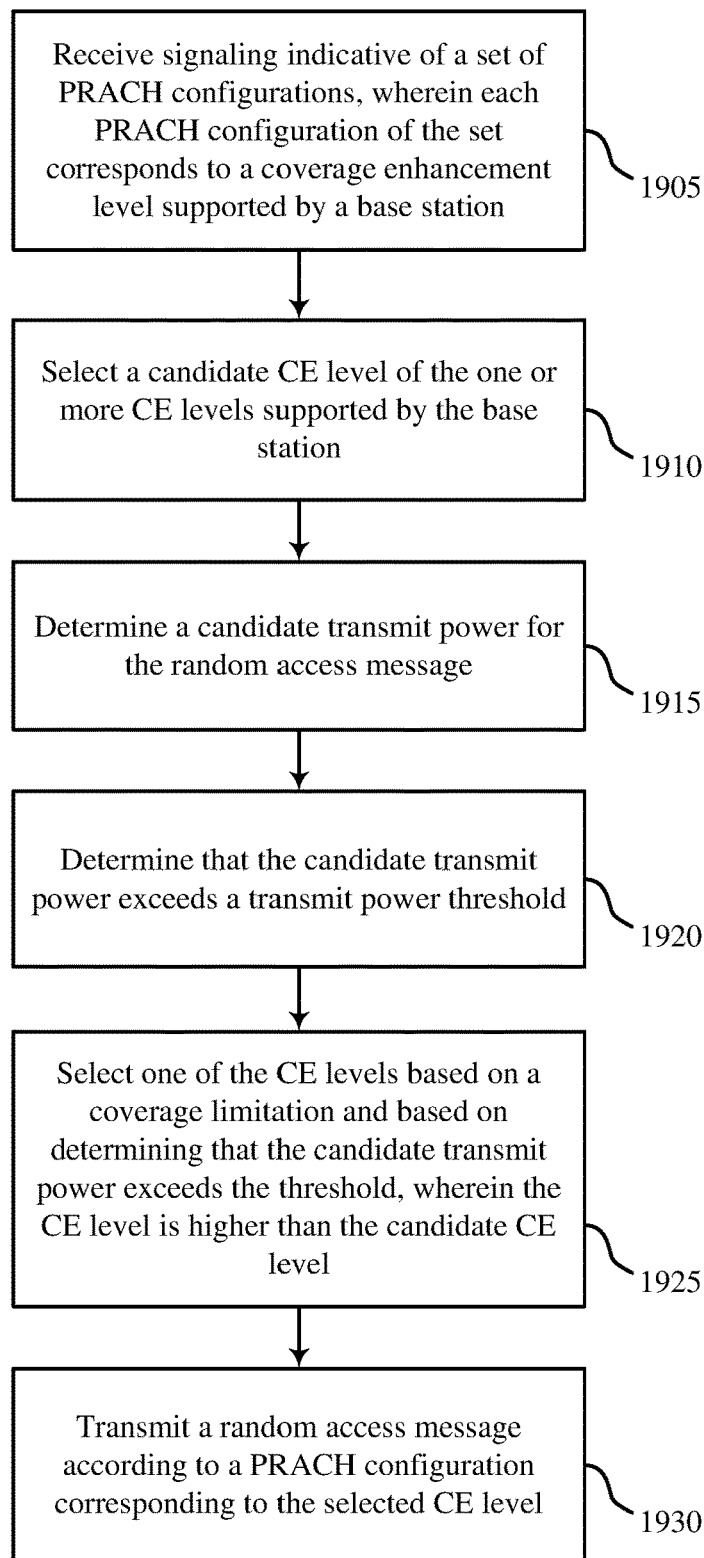 Receive signaling indicative of a set of
PRACH configurations, wherein each
PRACH configuration of the set
corresponds to a coverage enhancement
level supported by a base station
1905
Select a candidate CE level of the one or
more CE levels supported by the base
station
1910
Determine a candidate transmit power for
the random access message
1915
Determine that the candidate transmit
power exceeds a transmit power threshold
1920
Select one of the CE levels based on a
coverage limitation and based on
determining that the candidate transmit
power exceeds the threshold, wherein the
CE level is higher than the candidate CE
level
1925
Transmit a random access message
according to a PRACH configuration
corresponding to the selected CE level
1930